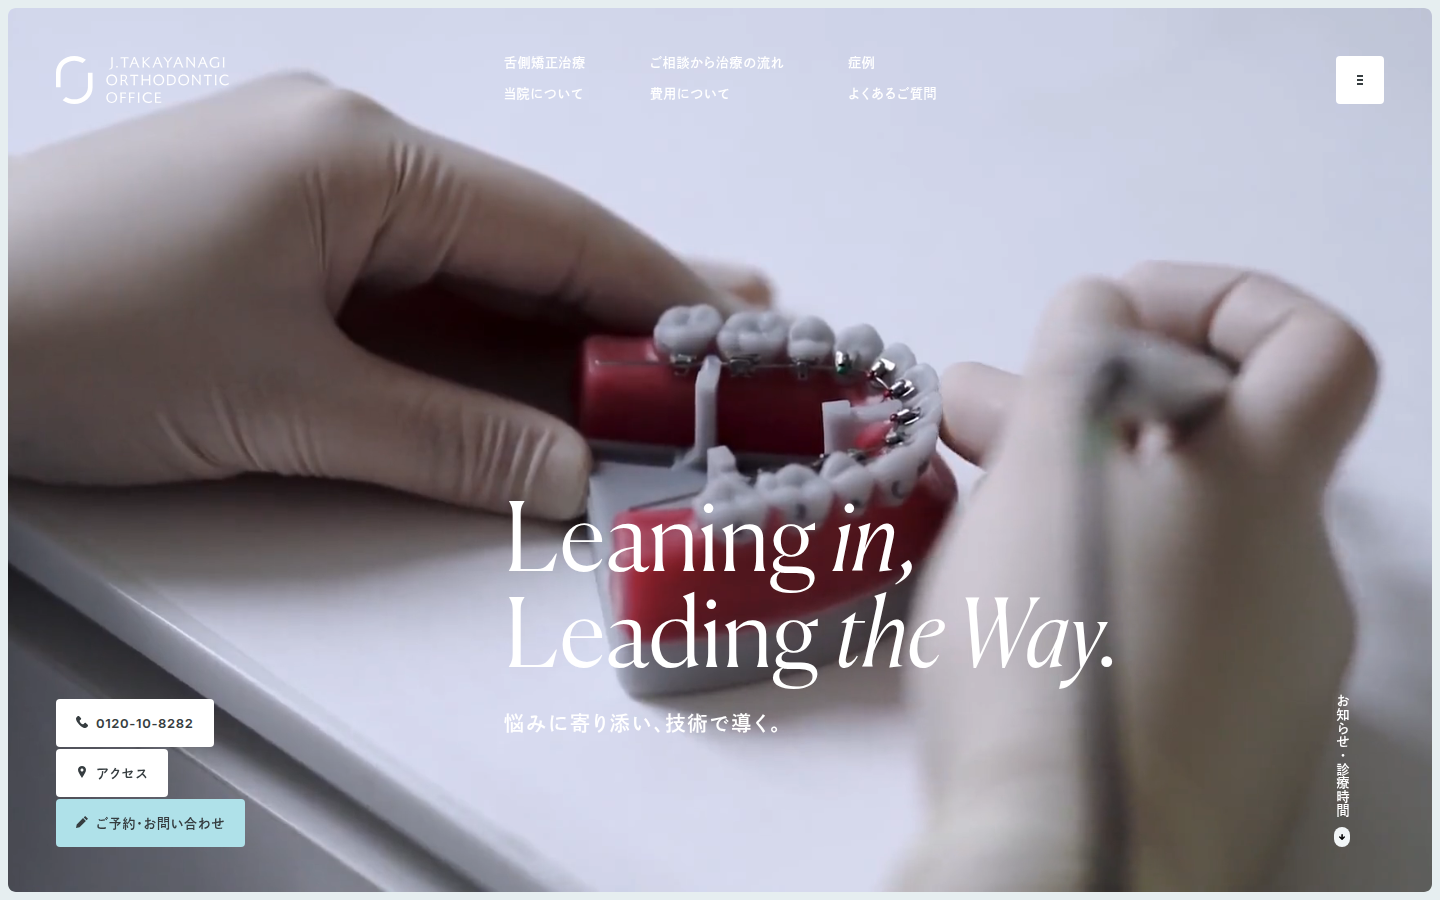 J.TAKAYANAGI
ORTHODONTIC
OFFICE
舌側矯正治療
ご相談から治療の流れ
症例
当院について
費用について
よくあるご質問
Leaning in,
Leading the Way.
悩みに寄り添い、技術で導く。
0120-10-8282
アクセス
ご予約・お問い合わせ
お知らせ・診療時間